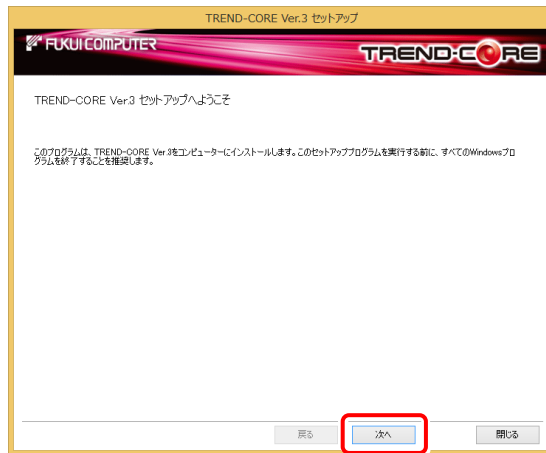 TREND-CORE Ver.3 セットアップ
FUKUI COMPUTER
TREND-CORE
TREND-CORE Ver.3 セットアップへようこそ
このプログラムは、TREND-CORE Ver.3をコンピューターにインストールします。このセットアッププログラムを実行する前に、すべてのWindowsプロ
グラムを終了することを推奨します。
戻る
次へ
閉じる